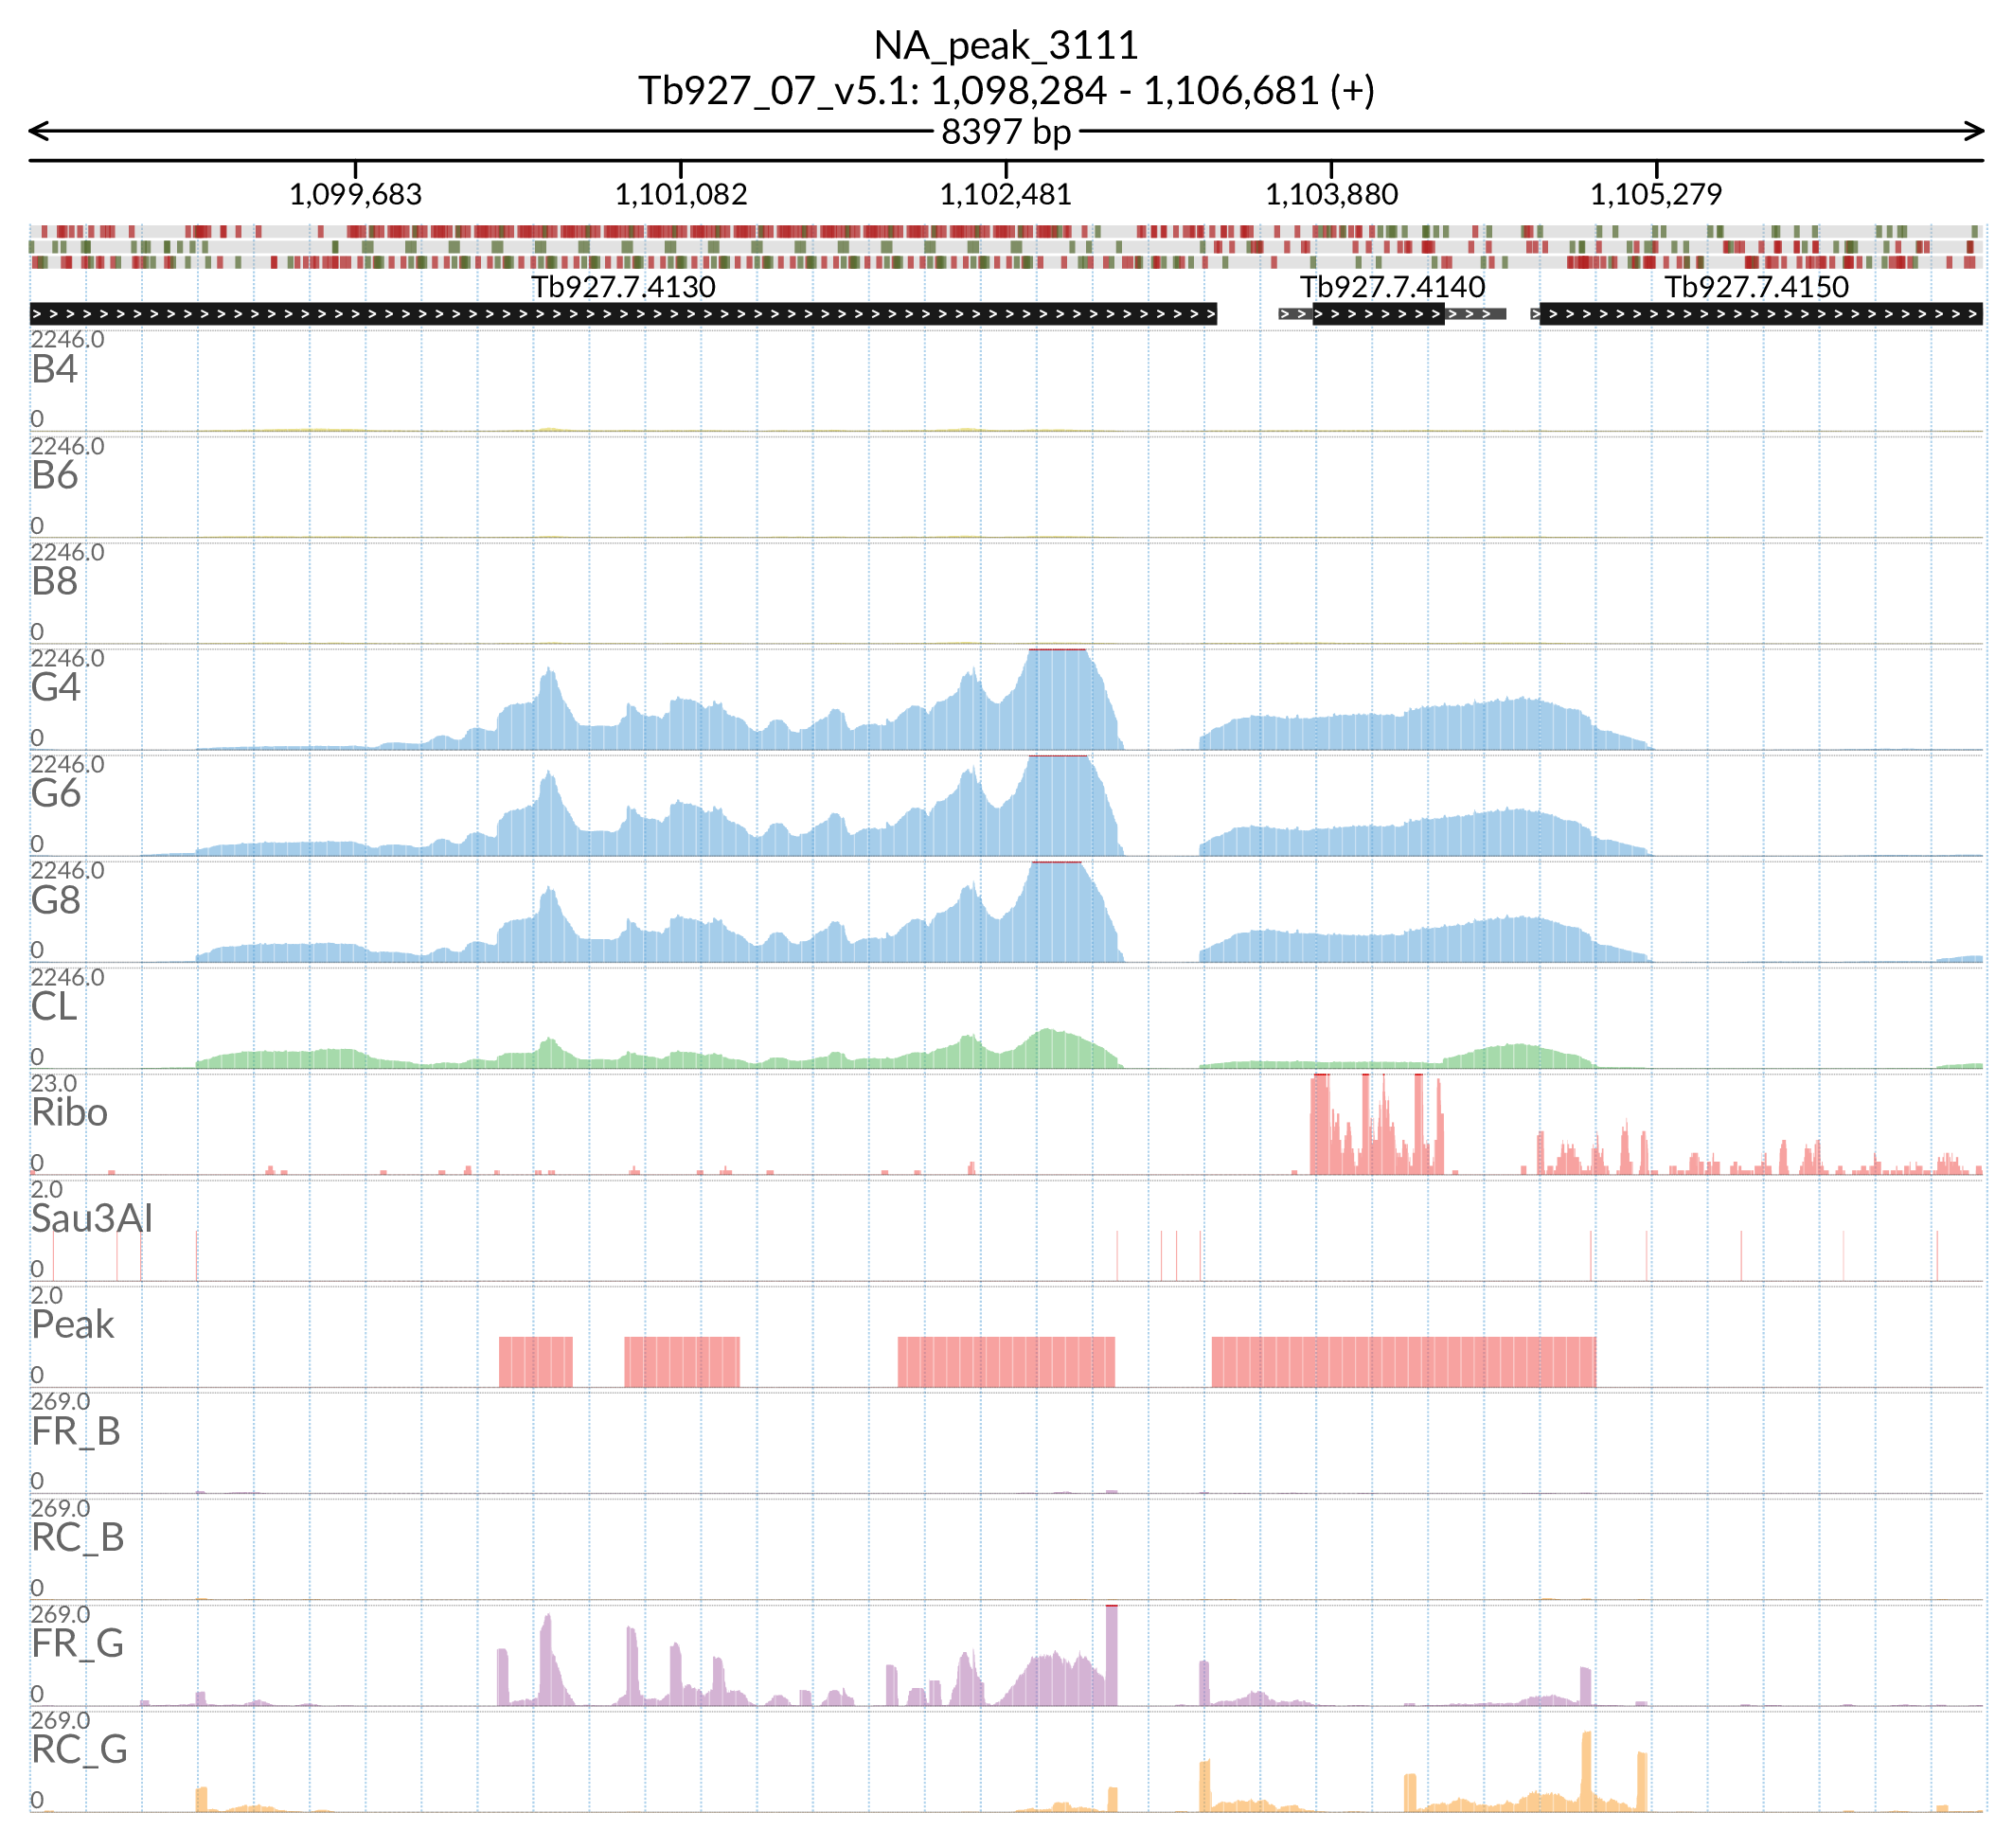 NA_peak_3111
Tb927_07_v5.1: 1,098,284 - 1,106,681 (+)
8397 bp
1,099,683 1,101,082 1,102,481 1,103,880 1,105,279
Tb927.7.4130 Tb927.7.4140 Tb927.7.4150
2246.0
B4
0
2246.0
B6
0
2246.0
B8
0
2246.0
G4
0
2246.0
G6
0
2246.0
G8
0
2246.0
CL
0
23.0
Ribo
0
2.0
Sau3AI
0
2.0
Peak
0
269.0
FR_B
0
269.0
RC_B
0
269.0
FR_G
0
269.0
RC_G
0